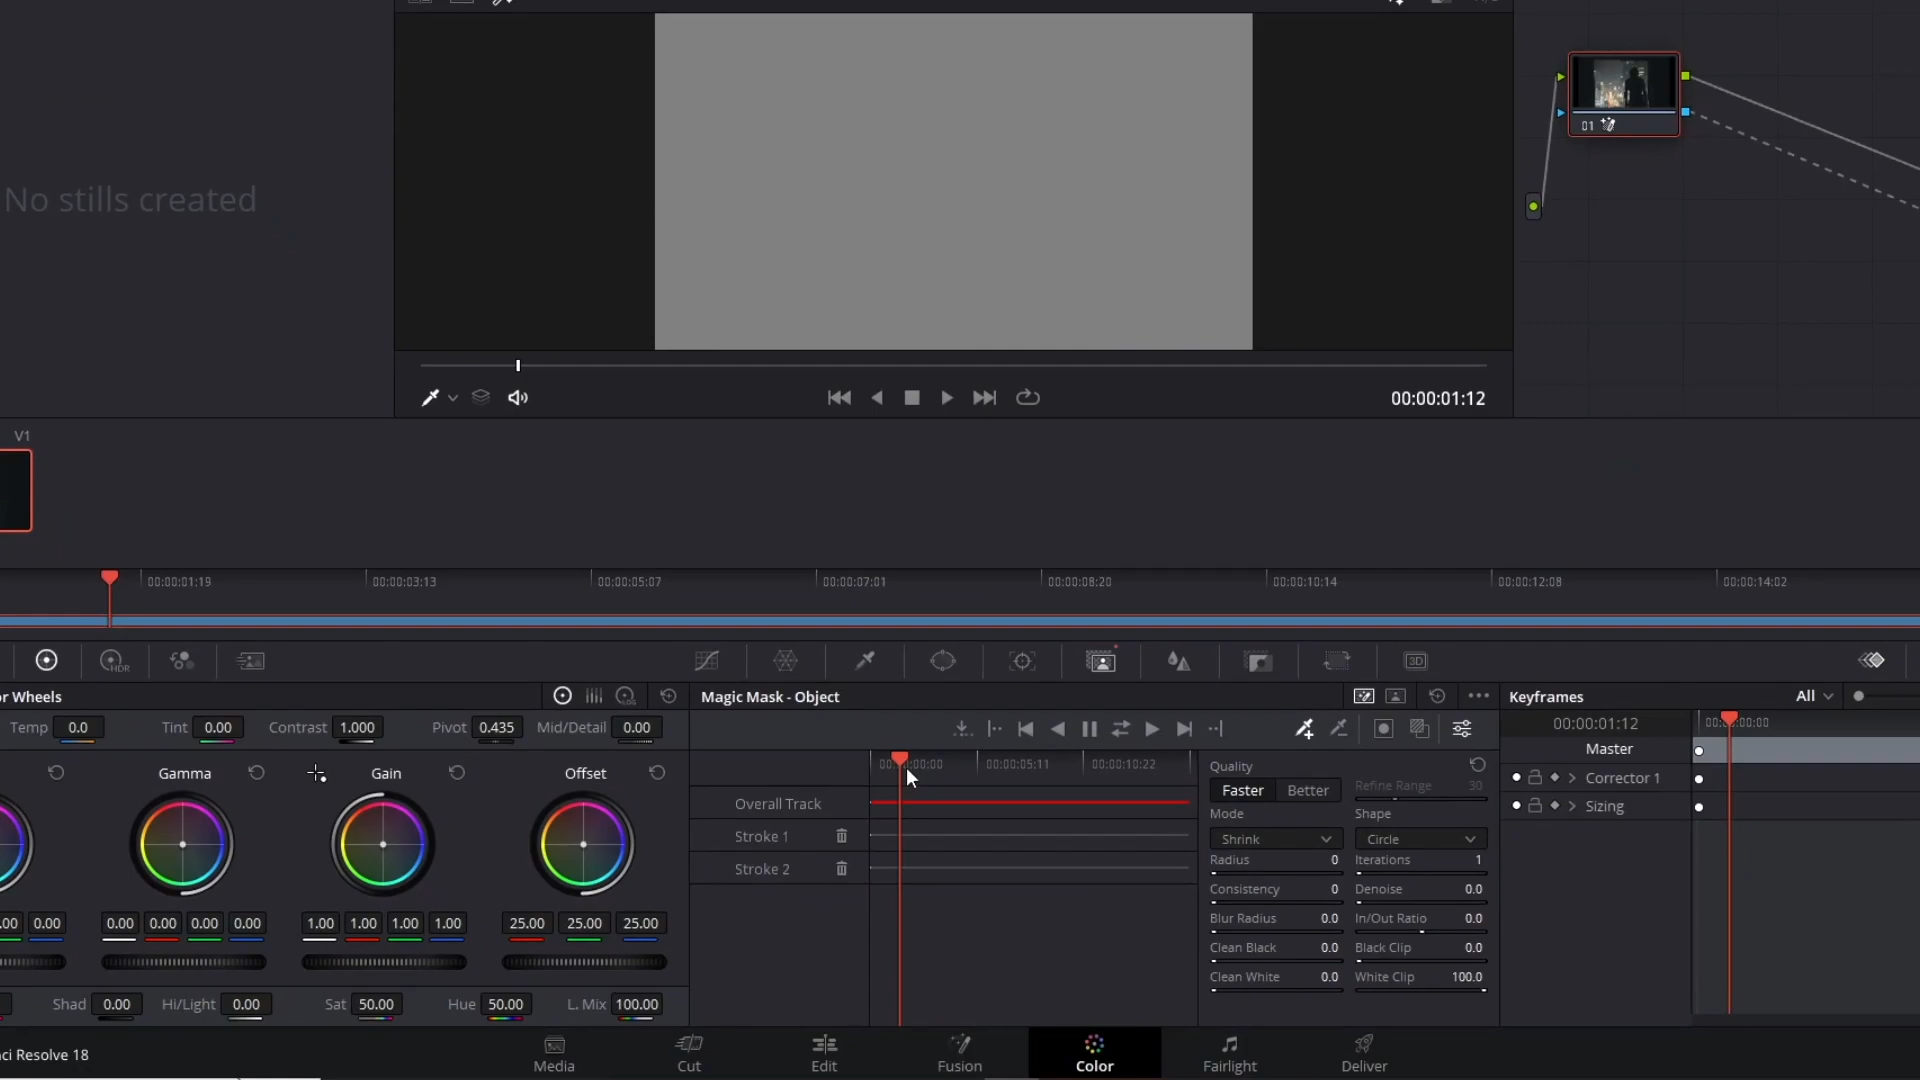 No stills created
01
00:00:01:12
V1
00:00:01:19
00:00:03:13
00:00:05:07
00:00:07:01
00:00:08:20
00:00:10:14
00:00:12:08
00:00:14:02
HDR
3D
or Wheels
LOG
Magic Mask - Object
Keyframes
All
Temp 0.0
Tint 0.00
Contrast 1.000
Pivot 0.435
Mid/Detail 0.00
00:00:01:12
Gamma
Gain
Offset
00:00:05:11
00:00:10:22
Master
Overall Track
Stroke 1
Stroke 2
Quality
Faster
Better
Refine Range 30
Mode
Shape
Shrink
Circle
Radius 0
Iterations 1
Consistency 0
Denoise 0.0
Blur Radius 0.0
In/Out Ratio 0.0
Clean Black 0.0
Black Clip 0.0
Clean White 0.0
White Clip 100.0
Corrector 1
Sizing
.00 0.00
0.00 0.00 0.00 0.00
1.00 1.00 1.00 1.00
25.00 25.00 25.00
Shad 0.00
Hi/Light 0.00
Sat 50.00
Hue 50.00
L. Mix 100.00
ci Resolve 18
Media
Cut
Edit
Fusion
Color
Fairlight
Deliver